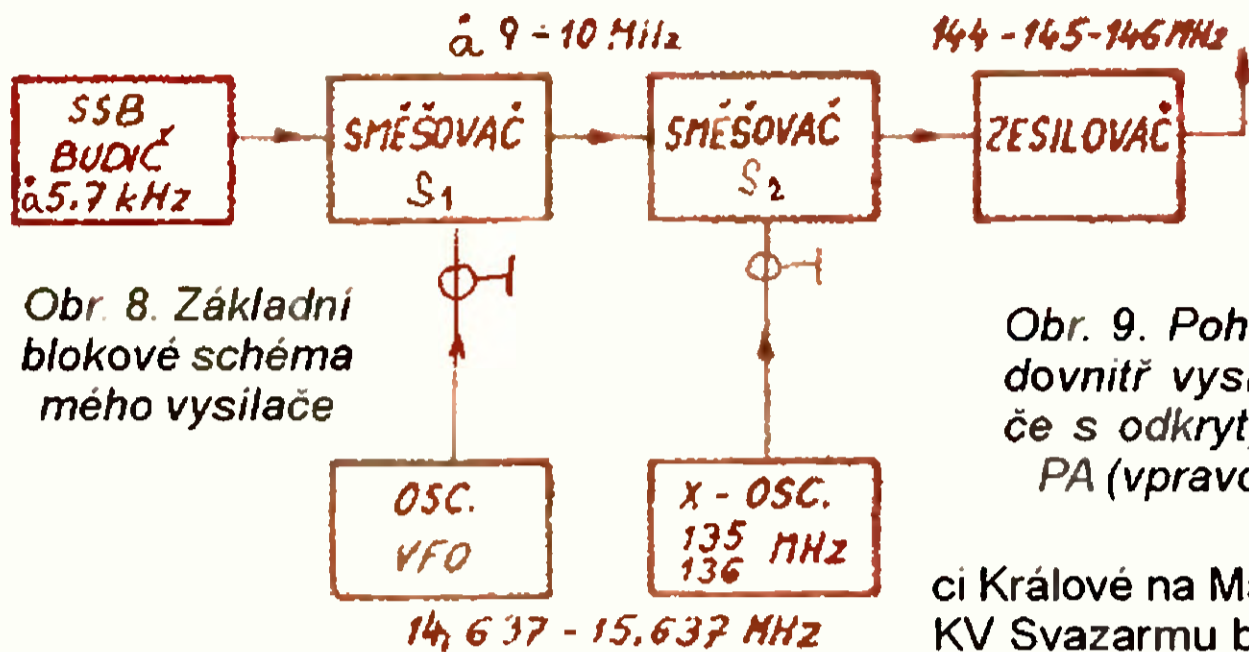 å 9 - 10 MHz
144 - 145 - 146 MHz
SSB
BUDIČ
å 5.7 kHz
SMĚŠOVAČ
S1
SMĚŠOVAČ
S2
ZESILOVAČ
Obr. 8. Základní
blokové schéma
mého vysílače
Obr. 9. Poh
dovnitř vys
če s odkryt
PA (vpravo
OSC.
VFO
X - OSC.
135 MHz
136
14,637 - 15.637 MHz
ci Králové na Ma
KV Svazarmu b